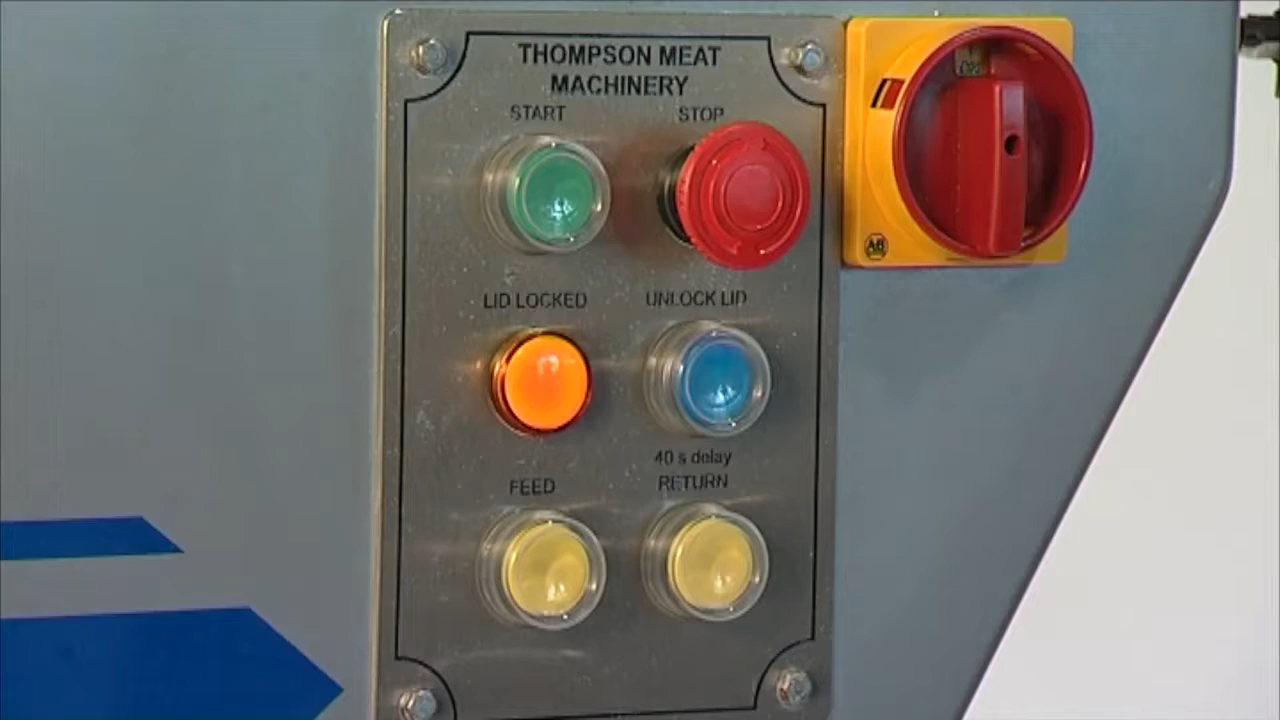 THOMPSON MEAT
MACHINERY
START
STOP
LID LOCKED
UNLOCK LID
40 s delay
FEED
RETURN
AB